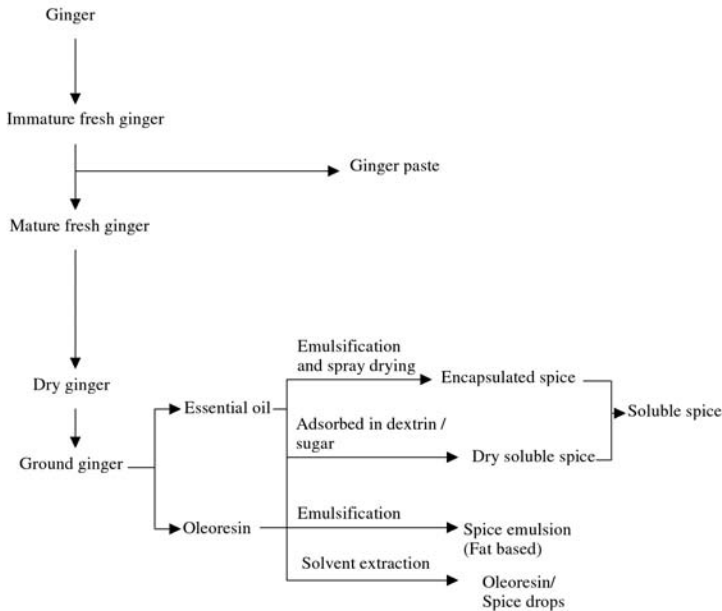 Ginger
Immature fresh ginger
Ginger paste
Mature fresh ginger
Emulsification
and spray drying
Encapsulated spice
Dry ginger
Essential oil
Soluble spice
Adsorbed in dextrin /
sugar
Ground ginger
Dry soluble spice
Emulsification
Oleoresin
Spice emulsion
(Fat based)
Solvent extraction
Oleoresin/
Spice drops